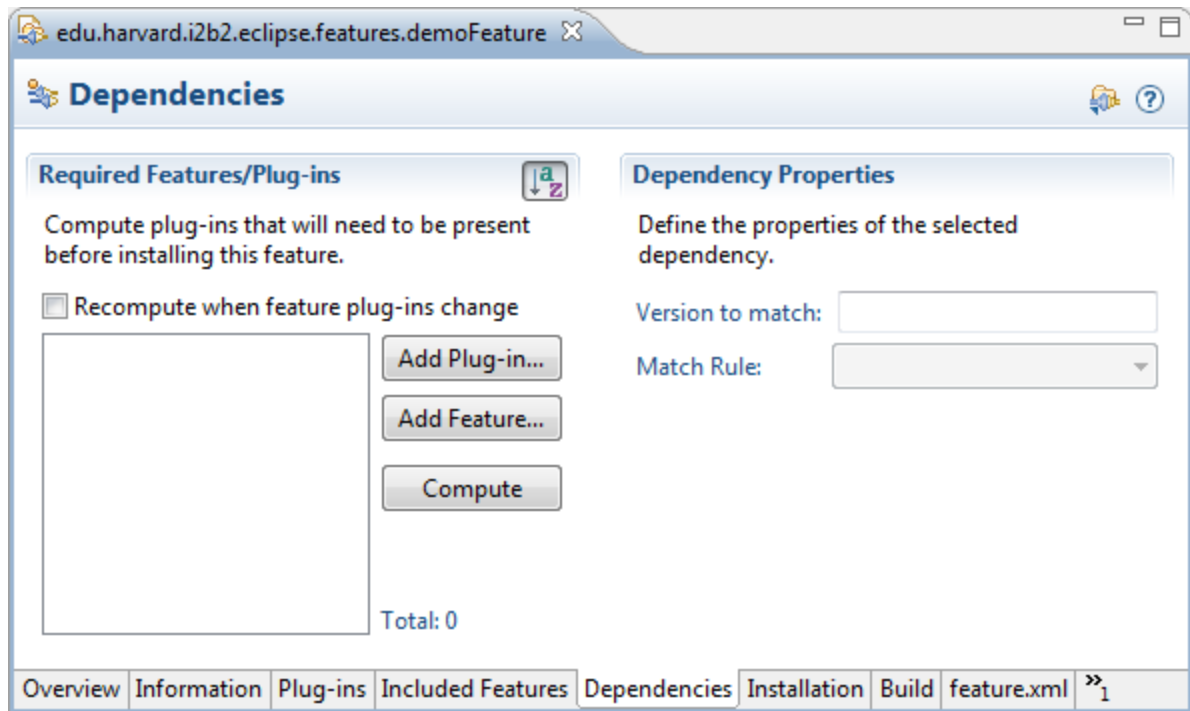 edu.harvard.i2b2.eclipse.features.demoFeature
Dependencies
Required Features/Plug-ins
Compute plug-ins that will need to be present
before installing this feature.
Recompute when feature plug-ins change
Add Plug-in...
Add Feature...
Compute
Total: 0
Dependency Properties
Define the properties of the selected
dependency.
Version to match:
Match Rule:
Overview Information Plug-ins Included Features Dependencies Installation Build feature.xml »1